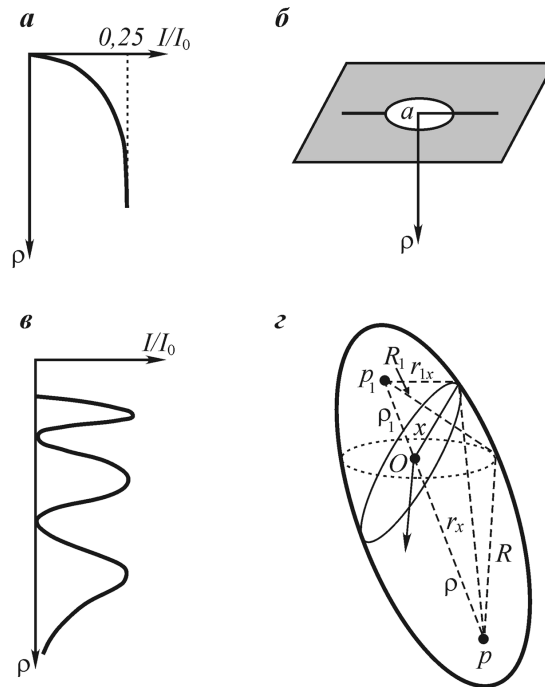 а
0,25 I/I₀
ρ
б
a
ρ
в
I/I₀
ρ
г
p₁
R₁
r₁ₓ
ρ₁
x
O
rₓ
R
ρ
p